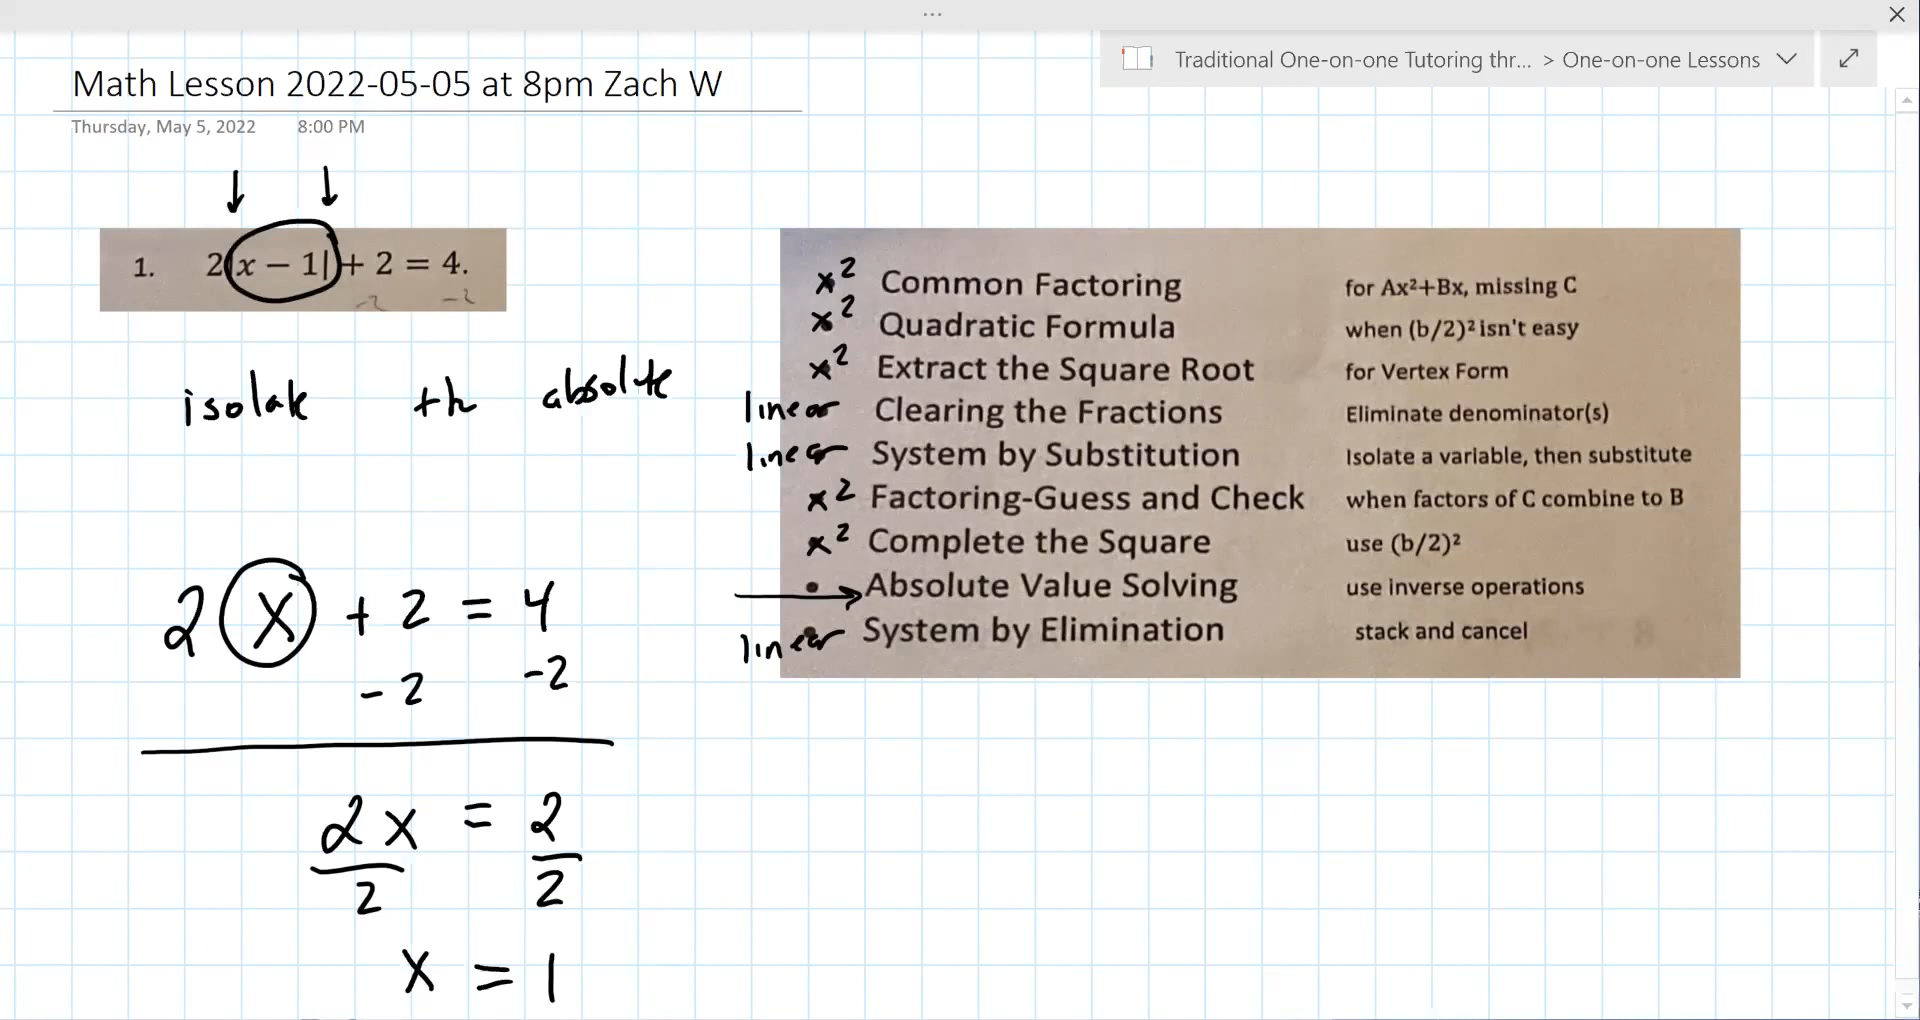 Traditional One-on-one Tutoring thr... > One-on-one Lessons
Math Lesson 2022-05-05 at 8pm Zach W
Thursday, May 5, 2022 8:00 PM
1. 2|x − 1| + 2 = 4.
-2 -2
isolate the absolute
2 x + 2 = 4
- 2 -2
2x = 2
2 2
x = 1
x² Common Factoring for Ax²+Bx, missing C
x² Quadratic Formula when (b/2)² isn't easy
x² Extract the Square Root for Vertex Form
linear Clearing the Fractions Eliminate denominator(s)
linear System by Substitution Isolate a variable, then substitute
x² Factoring-Guess and Check when factors of C combine to B
x² Complete the Square use (b/2)²
• Absolute Value Solving use inverse operations
linear System by Elimination stack and cancel